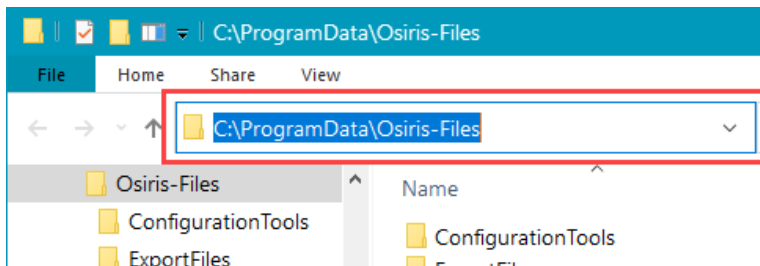 C:\ProgramData\Osiris-Files
File Home Share View
C:\ProgramData\Osiris-Files
Osiris-Files
Name
ConfigurationTools
ConfigurationTools
ExportFiles